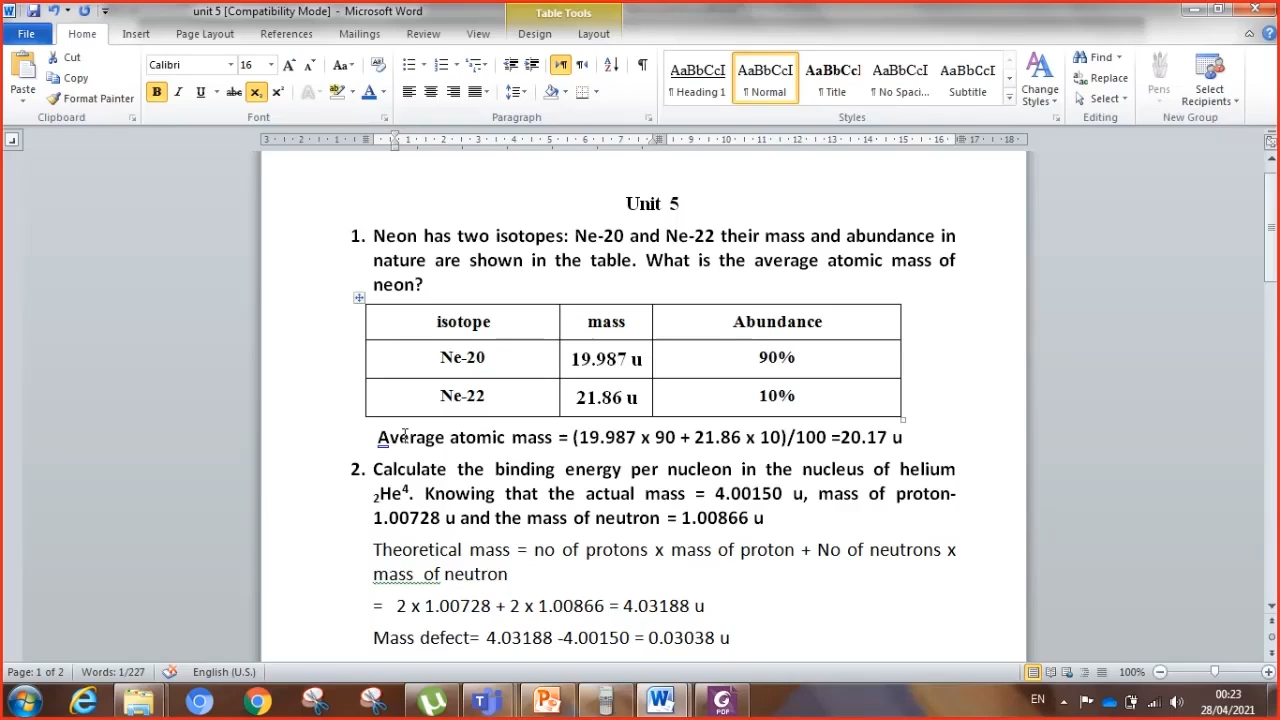 unit 5 [Compatibility Mode] - Microsoft Word
Table Tools
File Home Insert Page Layout References Mailings Review View Design Layout
Cut
Copy
Format Painter
Paste
Clipboard
Calibri 16
Font
Paragraph
AaBbCcI AaBbCcI AaBbCcI AaBbCcI AaBbCcI
¶ Heading 1 ¶ Normal ¶ Title ¶ No Spaci... Subtitle
Change Styles
Styles
Find
Replace
Select
Editing
Pens
Select Recipients
New Group
Unit 5
1. Neon has two isotopes: Ne-20 and Ne-22 their mass and abundance in
nature are shown in the table. What is the average atomic mass of
neon?
isotope mass Abundance
Ne-20 19.987 u 90%
Ne-22 21.86 u 10%
Average atomic mass = (19.987 x 90 + 21.86 x 10)/100 =20.17 u
2. Calculate the binding energy per nucleon in the nucleus of helium
₂He⁴. Knowing that the actual mass = 4.00150 u, mass of proton-
1.00728 u and the mass of neutron = 1.00866 u
Theoretical mass = no of protons x mass of proton + No of neutrons x
mass of neutron
= 2 x 1.00728 + 2 x 1.00866 = 4.03188 u
Mass defect= 4.03188 -4.00150 = 0.03038 u
Page: 1 of 2 Words: 1/227 English (U.S.) 100%
EN 00:23
28/04/2021